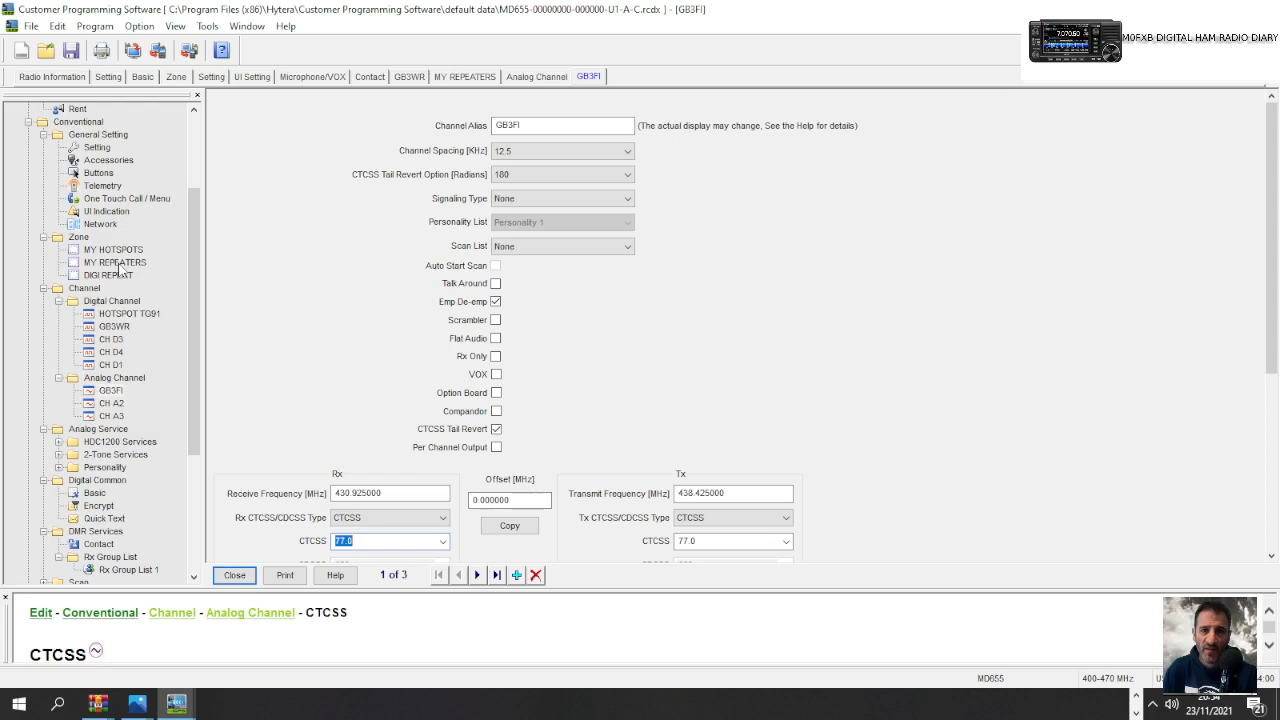 Customer Programming Software [ C:\Program Files (x86)\Hytera\Customer Programming Software\default data\MD655-00000000-000000-U1-0-A-C.rcdbx ] - [GB3FI]
File Edit Program Option View Tools Window Help
7.070.50
M0FXB DIGITAL HAM RADIO DIARY
Radio Information
Setting
Basic
Zone
Setting
UI Setting
GB3WR
MY REPEATERS
Analog Channel
GB3FI
Rent
Conventional
General Setting
Setting
Accessories
Buttons
Telemetry
One Touch Call / Menu
UI Indication
Network
Zone
MY HOTSPOTS
MY REPEATERS
DIGI REPEAT
Channel
Digital Channel
HOTSPOT TG91
GB3WR
CH D3
CH D4
CH D1
Analog Channel
GB3FI
CH A2
CH A3
Analog Service
HDC1200 Services
2-Tone Services
Personality
Digital Common
Basic
Encrypt
Quick Text
DMR Services
Contact
Rx Group List
Rx Group List 1
Scan
Channel Alias GB3FI (The actual display may change, See the Help for details)
Channel Spacing [KHz] 12.5
CTCSS Tail Revert Option [Radians] 180
Signaling Type None
Personality List Personality 1
Scan List None
Auto Start Scan
Talk Around
Emp De-emp
Scrambler
Flat Audio
Rx Only
VOX
Option Board
Compandor
CTCSS Tail Revert
Per Channel Output
Rx
Receive Frequency [MHz] 430.925000
Rx CTCSS/CDCSS Type CTCSS
CTCSS 77.0
Offset [MHz]
0.000000
Copy
Tx
Transmit Frequency [MHz] 438.425000
Tx CTCSS/CDCSS Type CTCSS
CTCSS 77.0
Close Print Help 1 of 3
Edit - Conventional - Channel - Analog Channel - CTCSS
CTCSS
MD655 400-470 MHz
4:00
23/11/2021
21